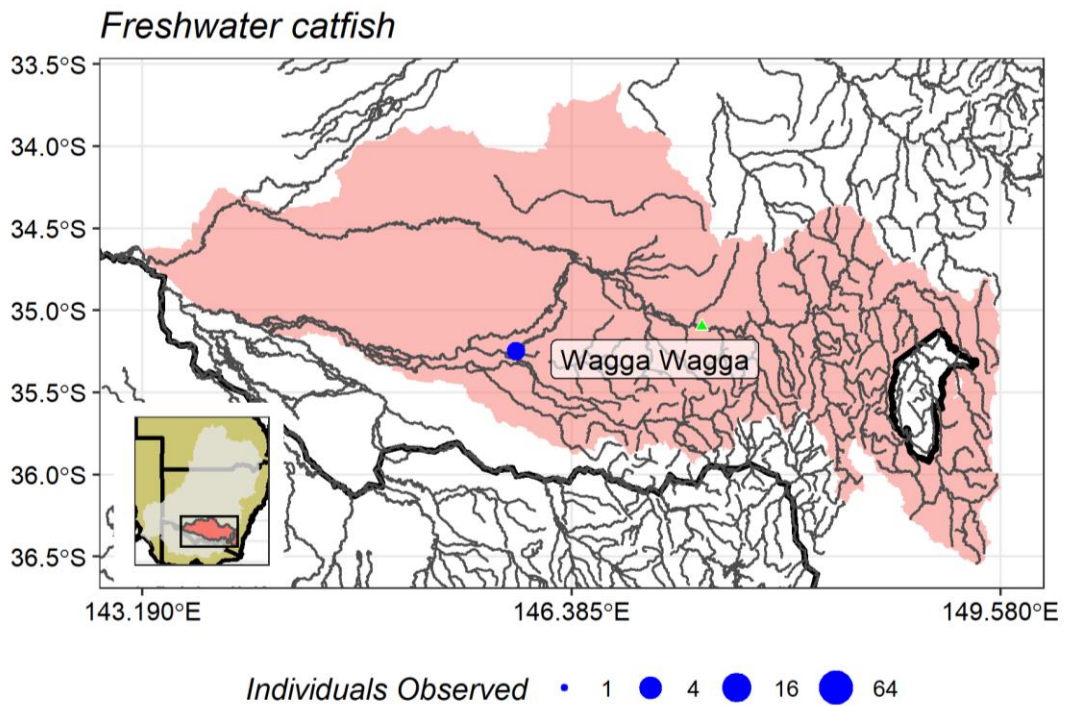 Freshwater catfish
33.5°S
34.0°S
34.5°S
35.0°S
35.5°S
36.0°S
36.5°S
Wagga Wagga
143.190°E 146.385°E 149.580°E
Individuals Observed 1 4 16 64